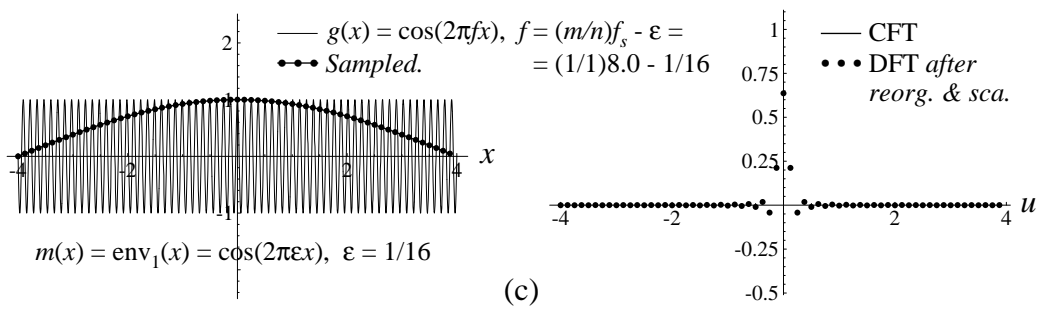 g(x) = cos(2πfx), f = (m/n)f_s - ε =
Sampled. = (1/1)8.0 - 1/16
2
1
-4 -2 2 4 x
-1
m(x) = env_1(x) = cos(2πεx), ε = 1/16
CFT
DFT after
reorg. & sca.
1
0.75
0.5
0.25
-4 -2 2 4 u
-0.25
-0.5
(c)